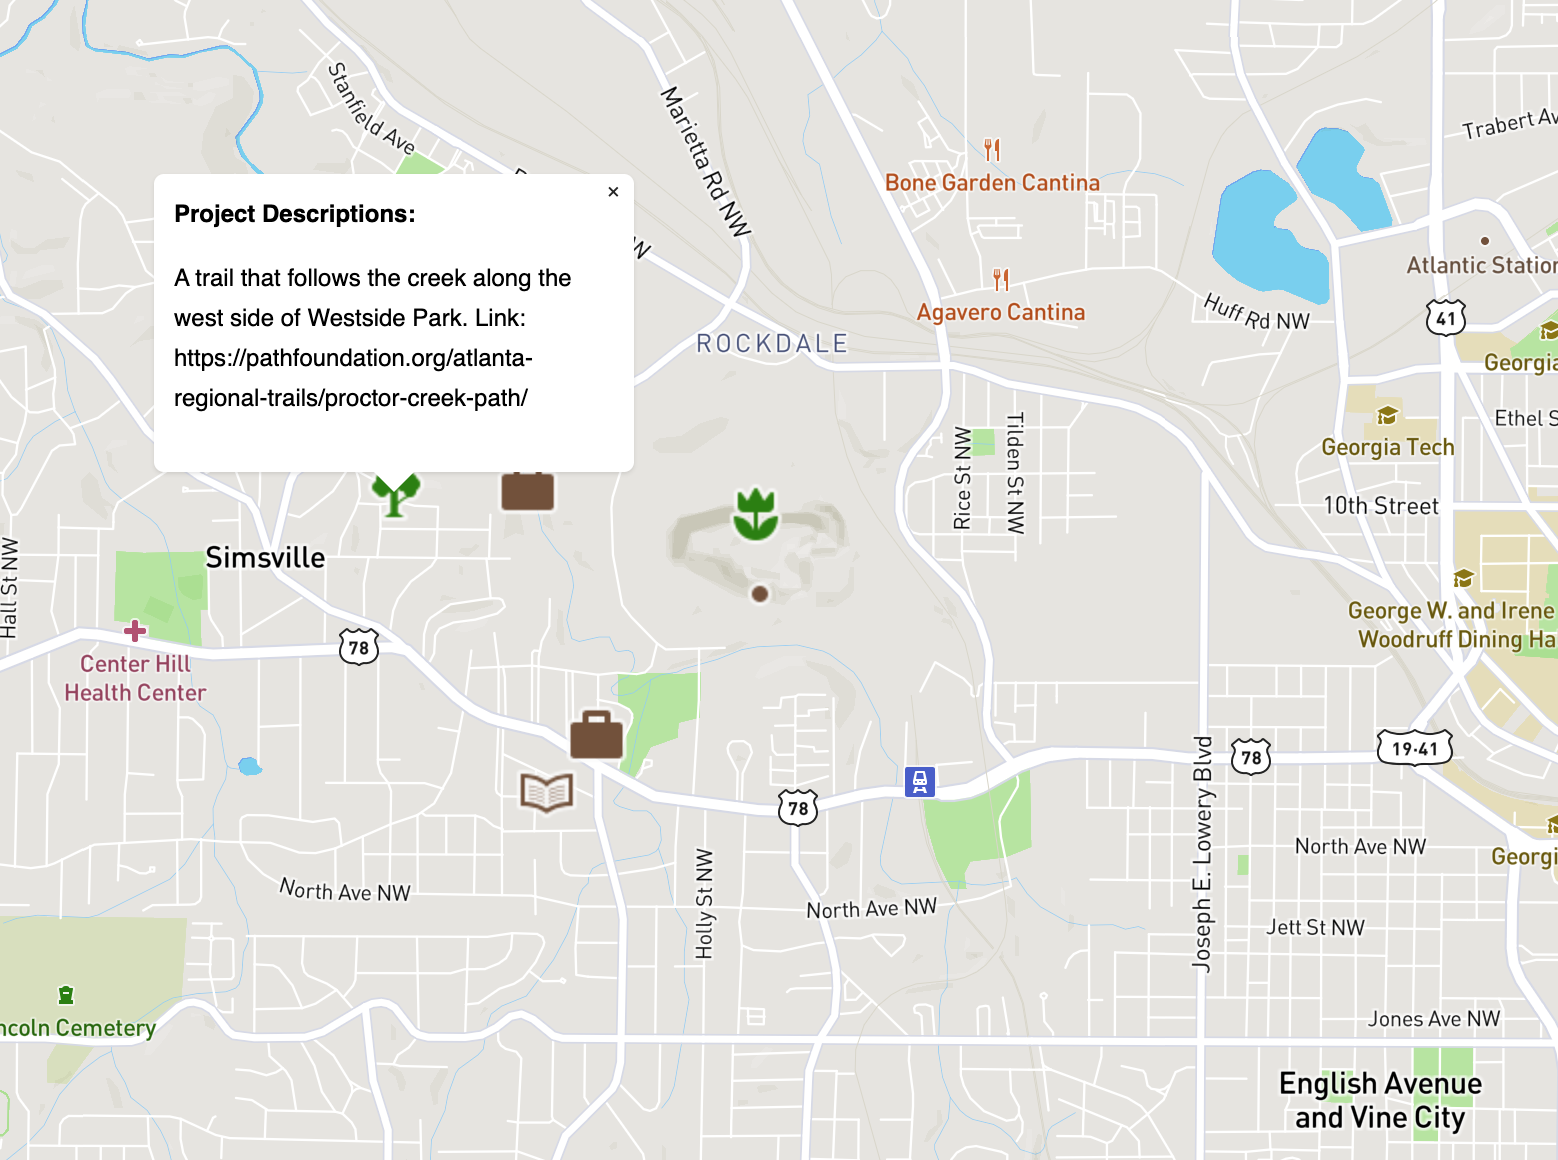 Stanfield Ave
Marietta Rd NW
Trabert Av
Bone Garden Cantina
×
Project Descriptions:
A trail that follows the creek along the
west side of Westside Park. Link:
https://pathfoundation.org/atlanta-
regional-trails/proctor-creek-path/
Atlantic Station
Agavero Cantina
Huff Rd NW
41
ROCKDALE
Georgia
Ethel S
Georgia Tech
Rice St NW
Tilden St NW
10th Street
Simsville
Hall St NW
George W. and Irene
Woodruff Dining Ha
78
Center Hill
Health Center
19·41
78
78
Joseph E. Lowery Blvd
North Ave NW
Georgi
North Ave NW
Holly St NW
North Ave NW
Jett St NW
ncoln Cemetery
Jones Ave NW
English Avenue
and Vine City